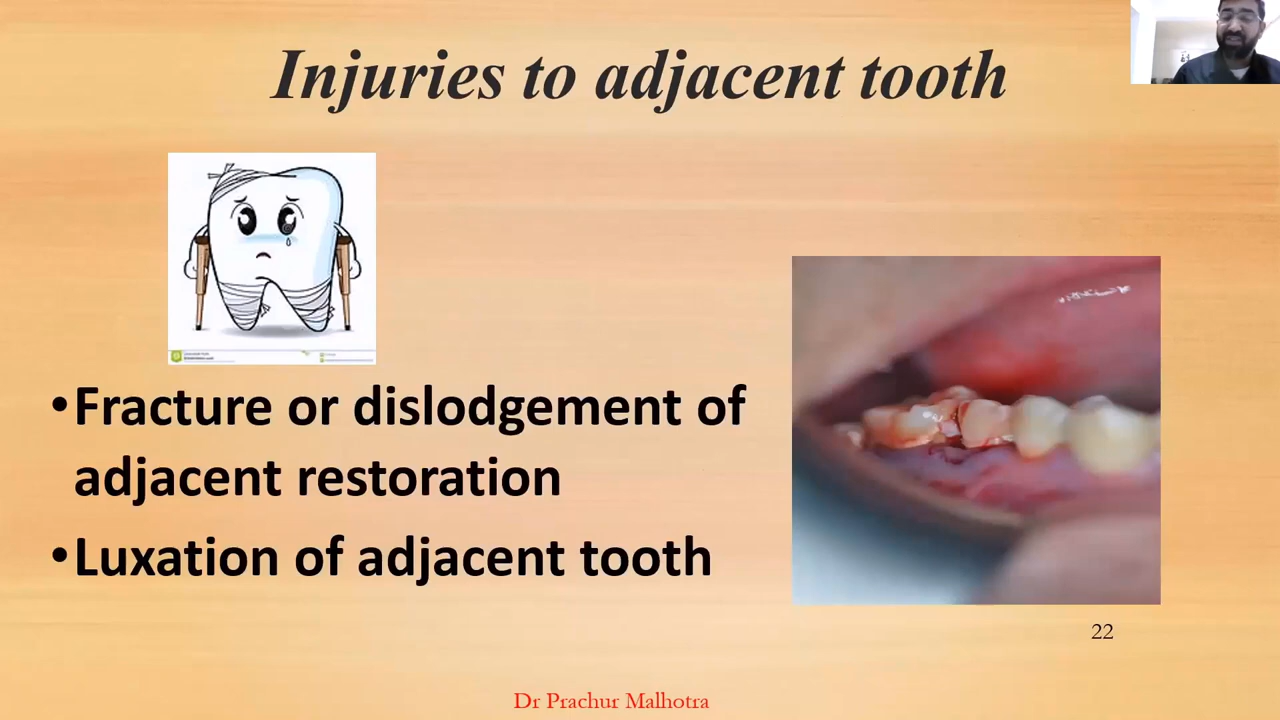 Injuries to adjacent tooth
•Fracture or dislodgement of
adjacent restoration
•Luxation of adjacent tooth
22
Dr Prachur Malhotra